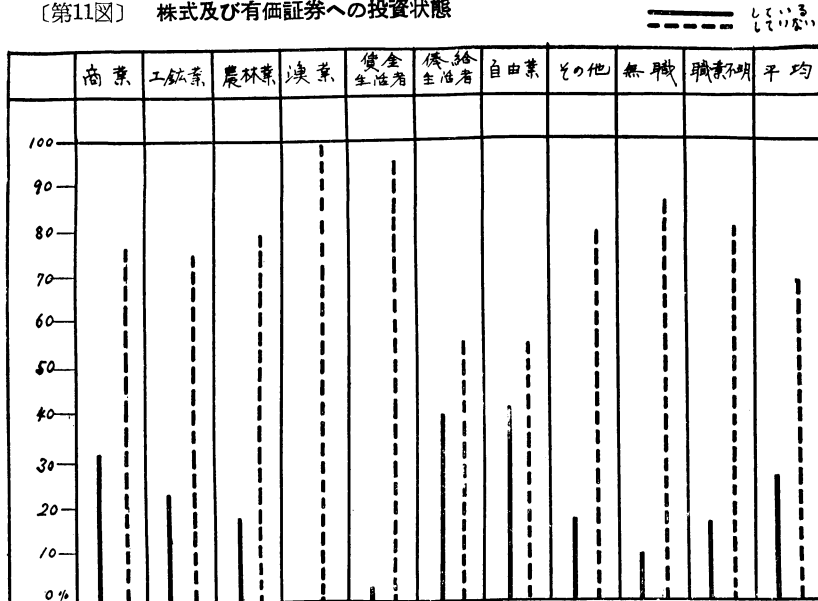 〔第11図〕 株式及び有価証券への投資状態
している
していない
商業 工鉱業 農林業 漁業 賃金生活者 俸給生活者 自由業 その他 無職 職業不明 平均
100
90
80
70
60
50
40
30
20
10
0%